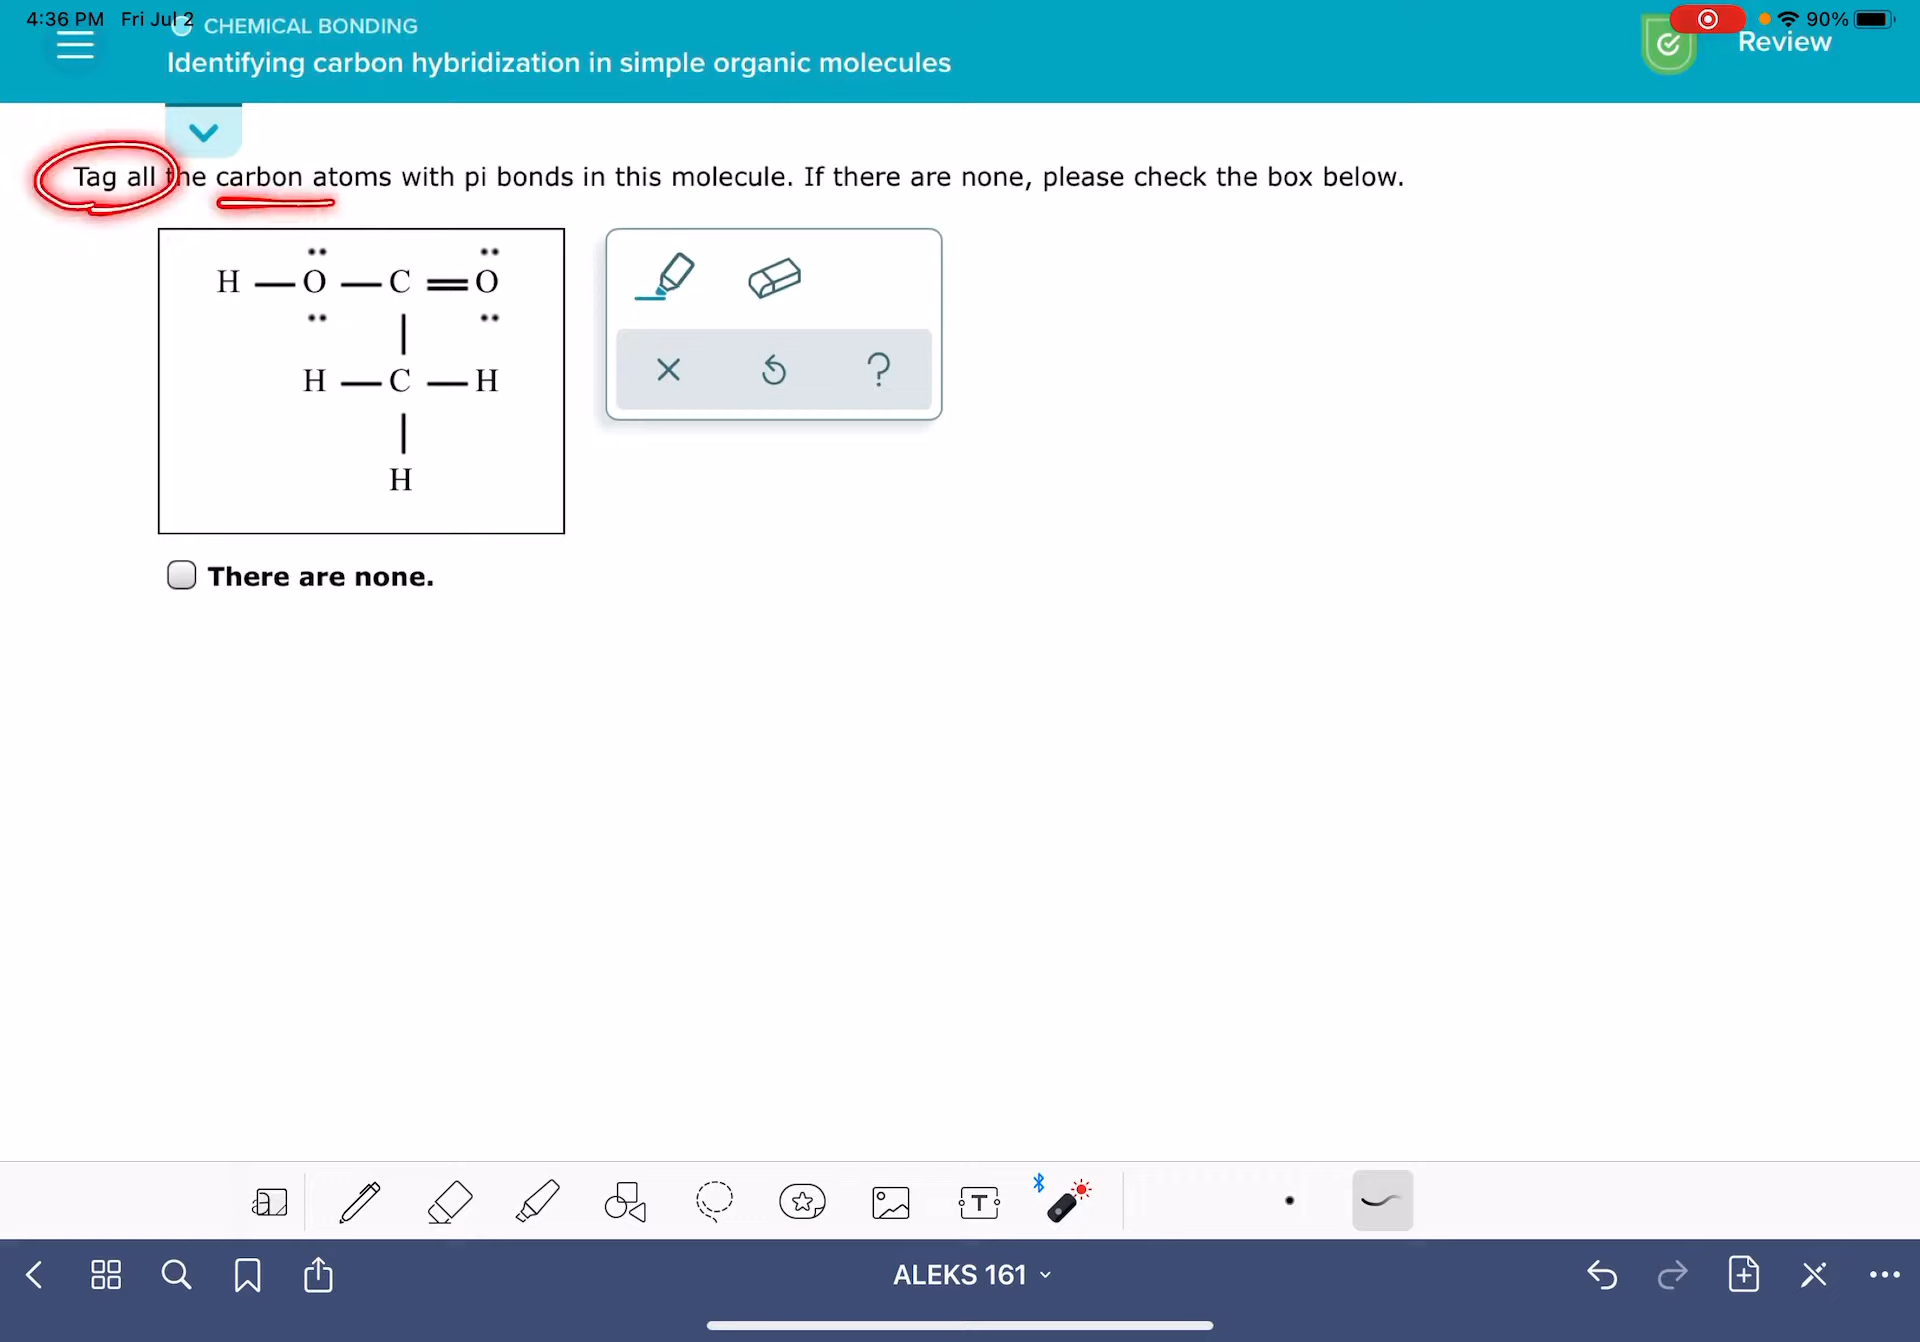 4:36 PM Fri Jul 2
90%
CHEMICAL BONDING
Identifying carbon hybridization in simple organic molecules
Review
Tag all the carbon atoms with pi bonds in this molecule. If there are none, please check the box below.
H — O — C = O
H — C — H
H
?
There are none.
a
T
ALEKS 161